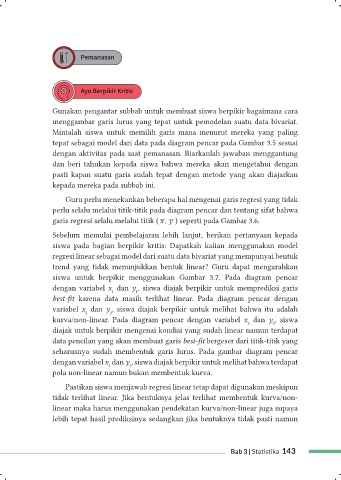 Pemanasan
Ayo Berpikir Kritis
Gunakan pengantar subbab untuk membuat siswa berpikir bagaimana cara
menggambar garis lurus yang tepat untuk pemodelan suatu data bivariat.
Mintalah siswa untuk memilih garis mana menurut mereka yang paling
tepat sebagai model dari data pada diagram pencar pada Gambar 3.5 sesuai
dengan aktivitas pada saat pemanasan. Biarkanlah jawaban menggantung
dan beri tahukan kepada siswa bahwa mereka akan mengetahui dengan
pasti kapan suatu garis sudah tepat dengan metode yang akan diajarkan
kepada mereka pada subbab ini.
Guru perlu menekankan beberapa hal mengenai garis regresi yang tidak
perlu selalu melalui titik-titik pada diagram pencar dan tentang sifat bahwa
garis regresi selalu melalui titik (x̄, ȳ) seperti pada Gambar 3.6.
Sebelum memulai pembelajaran lebih lanjut, berikan pertanyaan kepada
siswa pada bagian berpikir kritis: Dapatkah kalian menggunakan model
regresi linear sebagai model dari suatu data bivariat yang mempunyai bentuk
trend yang tidak menunjukkan bentuk linear? Guru dapat mengarahkan
siswa untuk berpikir menggunakan Gambar 3.7. Pada diagram pencar
dengan variabel x₁ dan y₁, siswa diajak berpikir untuk memprediksi garis
best-fit karena data masih terlihat linear. Pada diagram pencar dengan
variabel x₂ dan y₂, siswa diajak berpikir untuk melihat bahwa itu adalah
kurva/non-linear. Pada diagram pencar dengan variabel x₃ dan y₃, siswa
diajak untuk berpikir mengenai kondisi yang sudah linear namun terdapat
data pencilan yang akan membuat garis best-fit bergeser dari titik-titik yang
seharusnya sudah membentuk garis lurus. Pada gambar diagram pencar
dengan variabel x₄ dan y₄, siswa diajak berpikir untuk melihat bahwa terdapat
pola non-linear namun bukan membentuk kurva.
Pastikan siswa menjawab regresi linear tetap dapat digunakan meskipun
tidak terlihat linear. Jika bentuknya jelas terlihat membentuk kurva/non-
linear maka harus menggunakan pendekatan kurva/non-linear juga supaya
lebih tepat hasil prediksinya sedangkan jika bentuknya tidak pasti namun
Bab 3 | Statistika 143